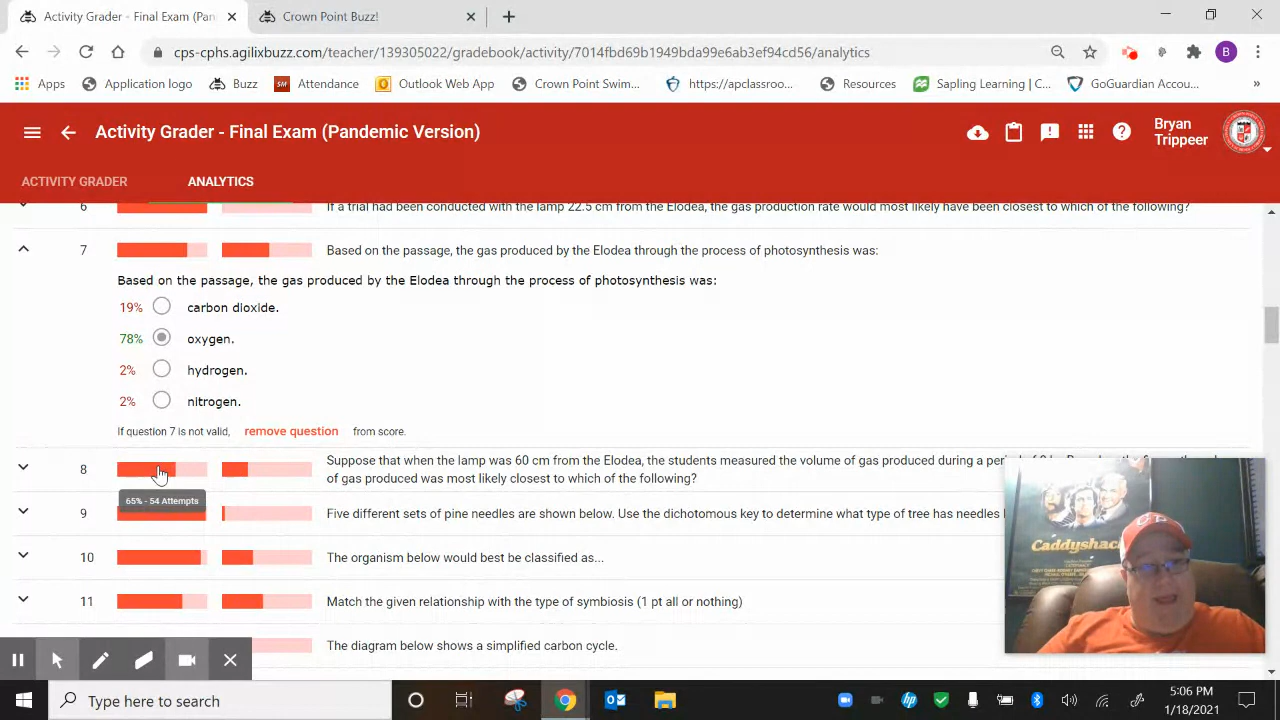 Activity Grader - Final Exam (Pan
Crown Point Buzz!
cps-cphs.agilixbuzz.com/teacher/139305022/gradebook/activity/7014fbd69b1949bda99e6ab3ef94cd56/analytics
B
Apps
Application logo
Buzz
SM
Attendance
Outlook Web App
Crown Point Swim...
https://apclassroo...
Resources
Sapling Learning | C...
GoGuardian Accou...
»
Activity Grader - Final Exam (Pandemic Version)
Bryan
Trippeer
ACTIVITY GRADER
ANALYTICS
6
If a trial had been conducted with the lamp 22.5 cm from the Elodea, the gas production rate would most likely have been closest to which of the following?
7
Based on the passage, the gas produced by the Elodea through the process of photosynthesis was:
Based on the passage, the gas produced by the Elodea through the process of photosynthesis was:
19% carbon dioxide.
78% oxygen.
2% hydrogen.
2% nitrogen.
If question 7 is not valid, remove question from score.
8
Suppose that when the lamp was 60 cm from the Elodea, the students measured the volume of gas produced during a
of gas produced was most likely closest to which of the following?
65% - 54 Attempts
9
Five different sets of pine needles are shown below. Use the dichotomous key to determine what type of tree has needles
10
The organism below would best be classified as...
11
Match the given relationship with the type of symbiosis (1 pt all or nothing)
The diagram below shows a simplified carbon cycle.
Caddyshack
Type here to search
5:06 PM
1/18/2021